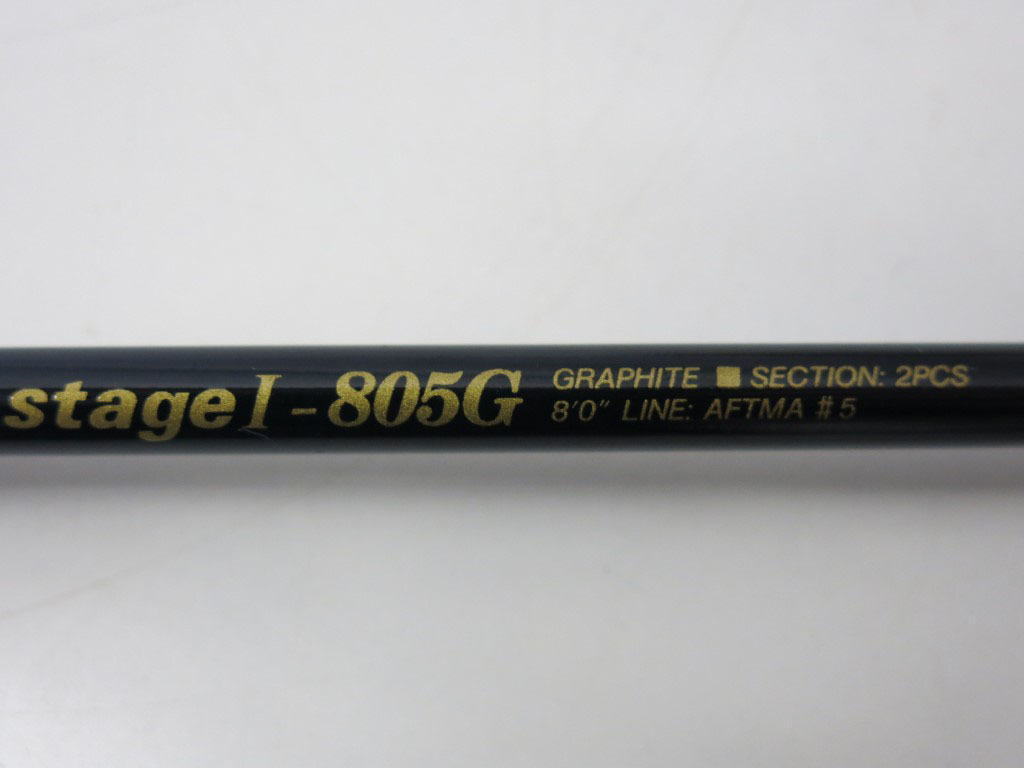 stage I - 805G
GRAPHITE ■ SECTION: 2PCS
8'0" LINE: AFTMA #5